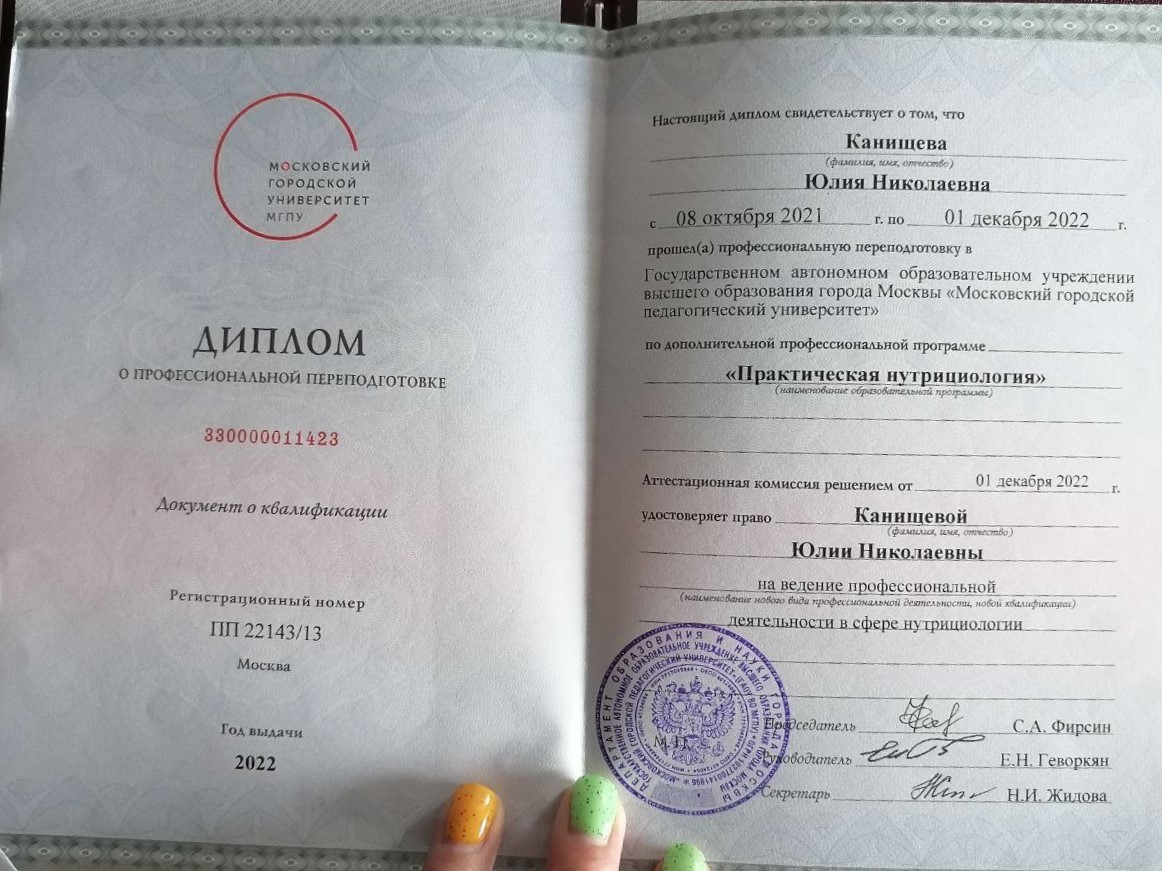 МОСКОВСКИЙ
ГОРОДСКОЙ
УНИВЕРСИТЕТ
МГПУ
ДИПЛОМ
О ПРОФЕССИОНАЛЬНОЙ ПЕРЕПОДГОТОВКЕ
330000011423
Документ о квалификации
Регистрационный номер
ПП 22143/13
Москва
Год выдачи
2022
Настоящий диплом свидетельствует о том, что
Канищева
(фамилия, имя, отчество)
Юлия Николаевна
с 08 октября 2021 г. по 01 декабря 2022 г.
прошел(а) профессиональную переподготовку в
Государственном автономном образовательном учреждении
высшего образования города Москвы «Московский городской
педагогический университет»
по дополнительной профессиональной программе
«Практическая нутрициология»
(наименование образовательной программы)
Аттестационная комиссия решением от 01 декабря 2022 г.
удостоверяет право Канищевой
(фамилия, имя, отчество)
Юлии Николаевны
на ведение профессиональной
(наименование нового вида профессиональной деятельности, новой квалификации)
деятельности в сфере нутрициологии
ДЕПАРТАМЕНТ ОБРАЗОВАНИЯ И НАУКИ ГОРОДА МОСКВЫ
М.П.
Председатель С.А. Фирсин
Руководитель Е.Н. Геворкян
Секретарь Н.И. Жидова